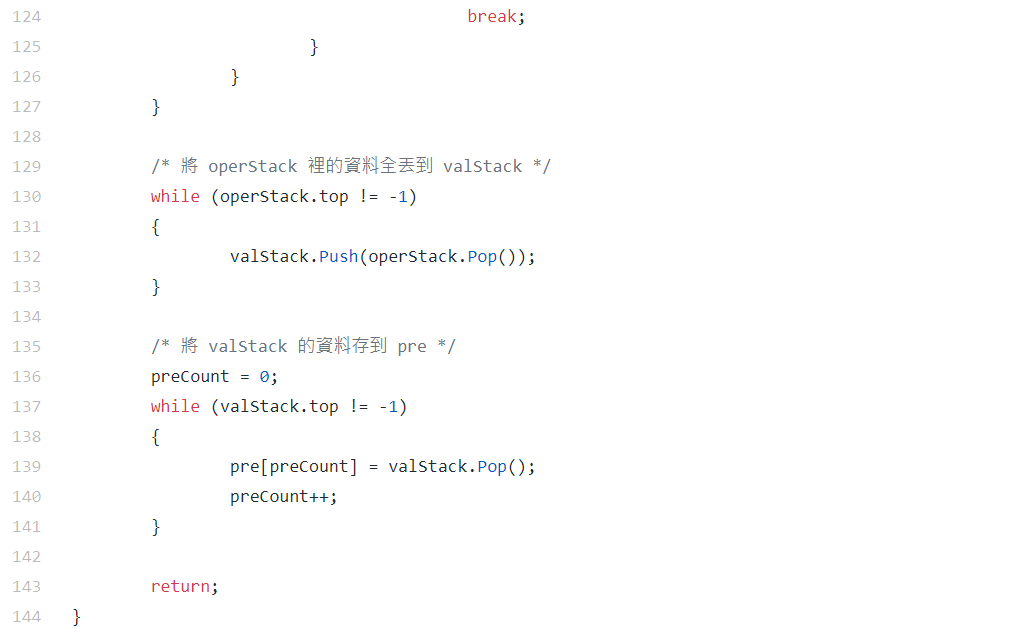 124 break;
125 }
126 }
127 }
128
129 /* 將 operStack 裡的資料全丟到 valStack */
130 while (operStack.top != -1)
131 {
132 valStack.Push(operStack.Pop());
133 }
134
135 /* 將 valStack 的資料存到 pre */
136 preCount = 0;
137 while (valStack.top != -1)
138 {
139 pre[preCount] = valStack.Pop();
140 preCount++;
141 }
142
143 return;
144 }